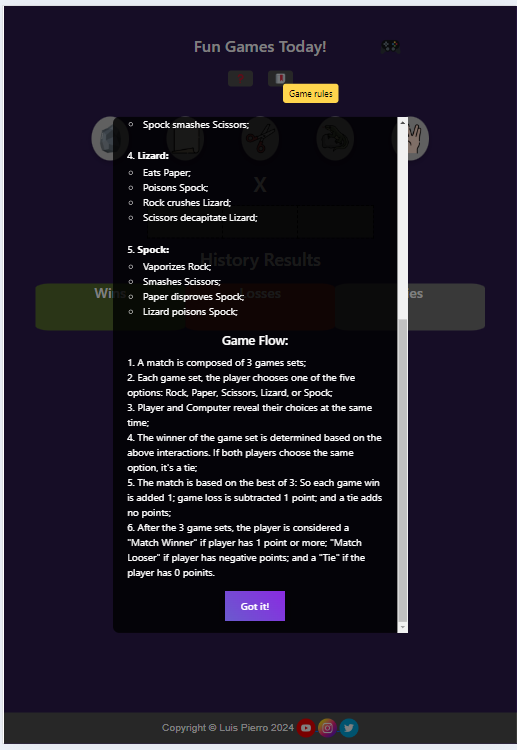 Fun Games Today!
Game rules
Spock smashes Scissors;
4. Lizard:
Eats Paper;
Poisons Spock;
X
Rock crushes Lizard;
Scissors decapitate Lizard;
5. Spock:
Vaporizes Rock;
History Results
Smashes Scissors;
Wins
Paper disproves Spock;
Losses
Lizard poisons Spock;
Game Flow:
1. A match is composed of 3 games sets;
2. Each game set, the player chooses one of the five
options: Rock, Paper, Scissors, Lizard, or Spock;
3. Player and Computer reveal their choices at the same
time;
4. The winner of the game set is determined based on the
above interactions. If both players choose the same
option, it's a tie;
5. The match is based on the best of 3: So each game win
is added 1; game loss is subtracted 1 point; and a tie adds
no points;
6. After the 3 game sets, the player is considered a
"Match Winner" if player has 1 point or more; "Match
Looser" if player has negative points; and a "Tie" if the
player has 0 poinits.
Got it!
Copyright © Luis Pierro 2024